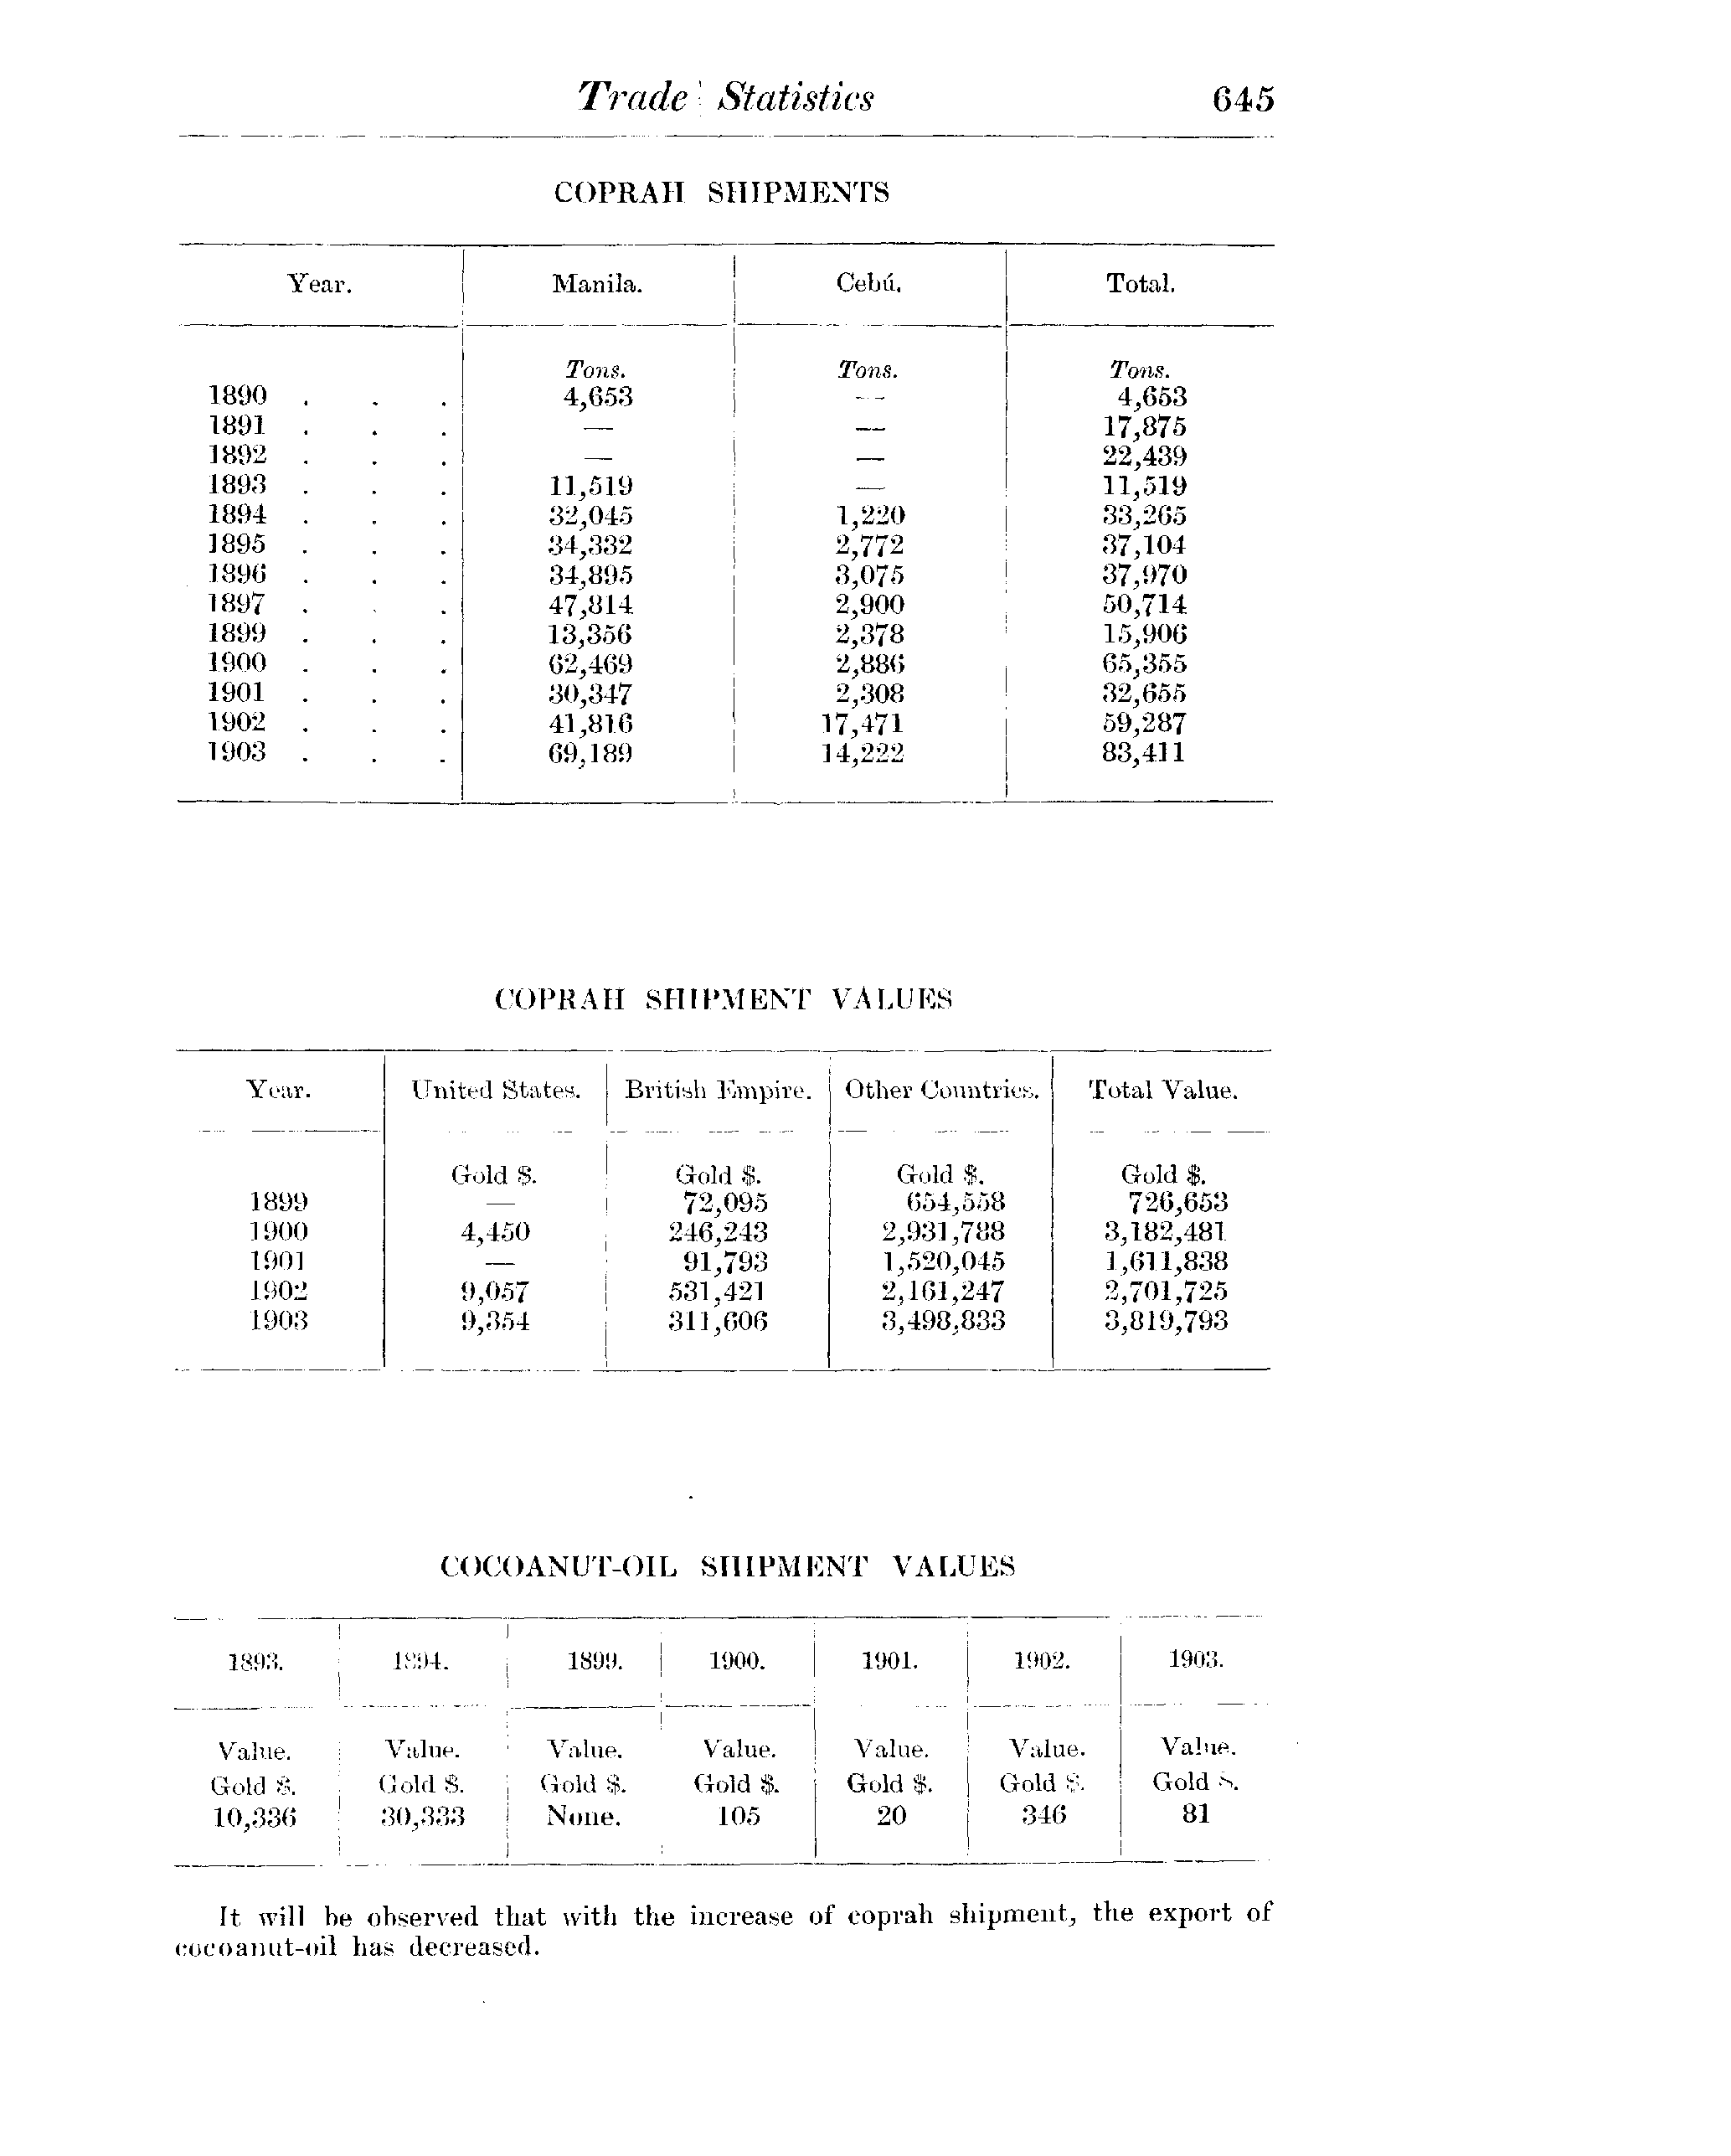 Trade Statistics 645
COPRAH SHIPMENTS
Year. Manila. Cebú. Total.
Tons. Tons. Tons.
1890 . . . 4,653 — 4,653
1891 . . . — — 17,875
1892 . . . — — 22,439
1893 . . . 11,519 — 11,519
1894 . . . 32,045 1,220 33,265
1895 . . . 34,332 2,772 37,104
1896 . . . 34,895 3,075 37,970
1897 . . . 47,814 2,900 50,714
1899 . . . 13,356 2,378 15,906
1900 . . . 62,469 2,886 65,355
1901 . . . 30,347 2,308 32,655
1902 . . . 41,816 17,471 59,287
1903 . . . 69,189 14,222 83,411
COPRAH SHIPMENT VALUES
Year. United States. British Empire. Other Countries. Total Value.
Gold $. Gold $. Gold $. Gold $.
1899 — 72,095 654,558 726,653
1900 4,450 246,243 2,931,788 3,182,481
1901 — 91,793 1,520,045 1,611,838
1902 9,057 531,421 2,161,247 2,701,725
1903 9,354 311,606 3,498,833 3,819,793
COCOANUT-OIL SHIPMENT VALUES
1893. 1894. 1899. 1900. 1901. 1902. 1903.
Value. Value. Value. Value. Value. Value. Value.
Gold $. Gold $. Gold $. Gold $. Gold $. Gold $. Gold $.
10,336 30,333 None. 105 20 346 81
It will be observed that with the increase of coprah shipment, the export of
cocoanut-oil has decreased.